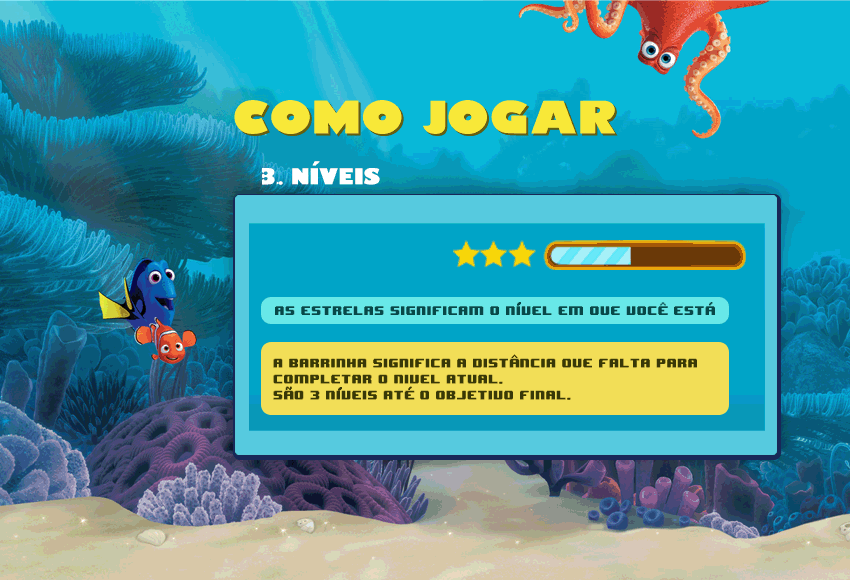 COMO JOGAR
3. NÍVEIS
AS ESTRELAS SIGNIFICAM O NÍVEL EM QUE VOCÊ ESTÁ
A BARRINHA SIGNIFICA A DISTÂNCIA QUE FALTA PARA
COMPLETAR O NIVEL ATUAL.
SÃO 3 NÍVEIS ATÉ O OBJETIVO FINAL.